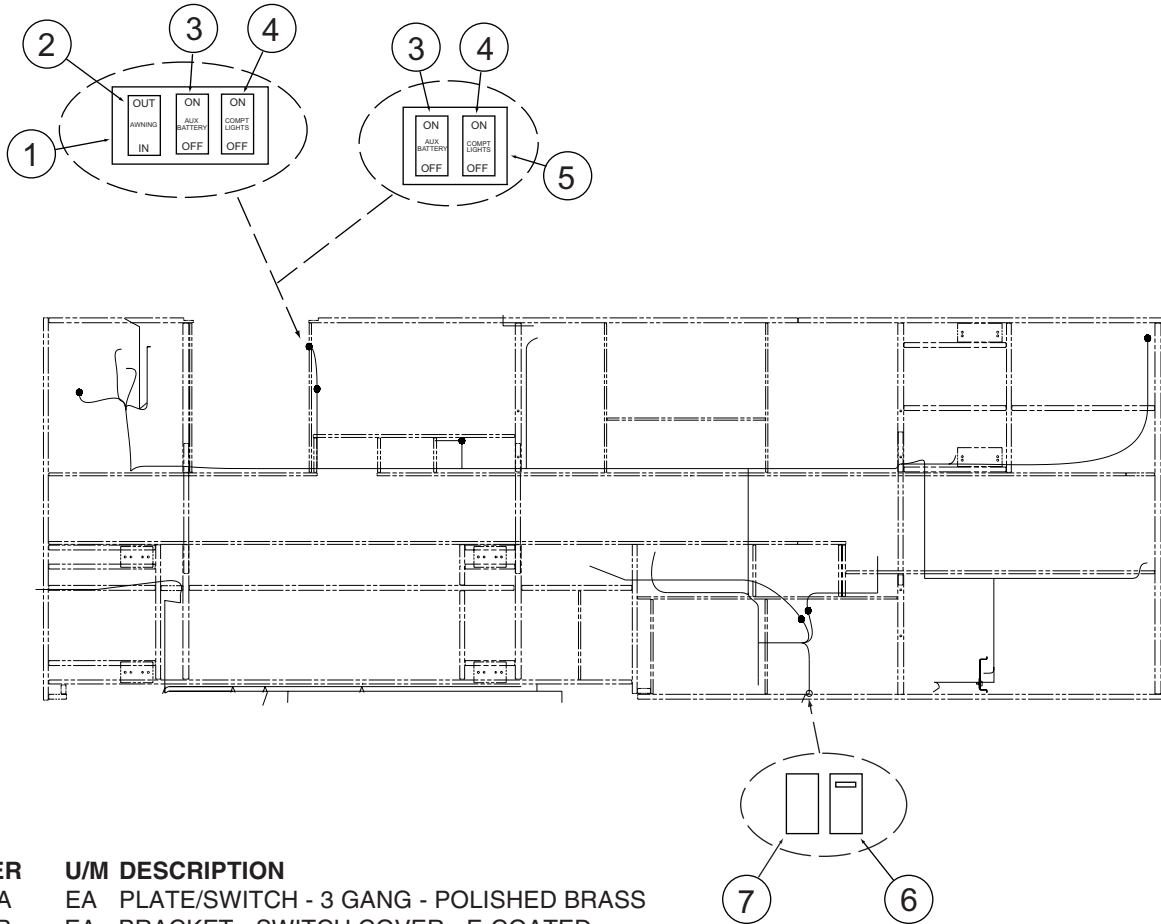 2
3
4
3
4
OUT
AWNING
IN
ON
AUX
BATTERY
OFF
ON
COMPT
LIGHTS
OFF
ON
AUX
BATTERY
OFF
ON
COMPT
LIGHTS
OFF
1
5
7
6
ER U/M DESCRIPTION
A EA PLATE/SWITCH - 3 GANG - POLISHED BRASS
EA BRACKET - SWITCH COVER - E-COATED